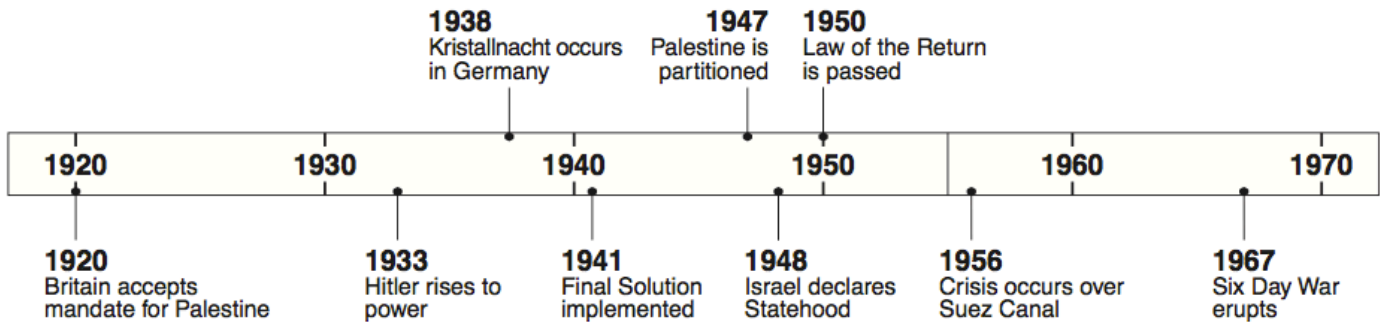 1938
Kristallnacht occurs
in Germany
1947
Palestine is
partitioned
1950
Law of the Return
is passed
1920
1930
1940
1950
1960
1970
1920
Britain accepts
mandate for Palestine
1933
Hitler rises to
power
1941
Final Solution
implemented
1948
Israel declares
Statehood
1956
Crisis occurs over
Suez Canal
1967
Six Day War
erupts